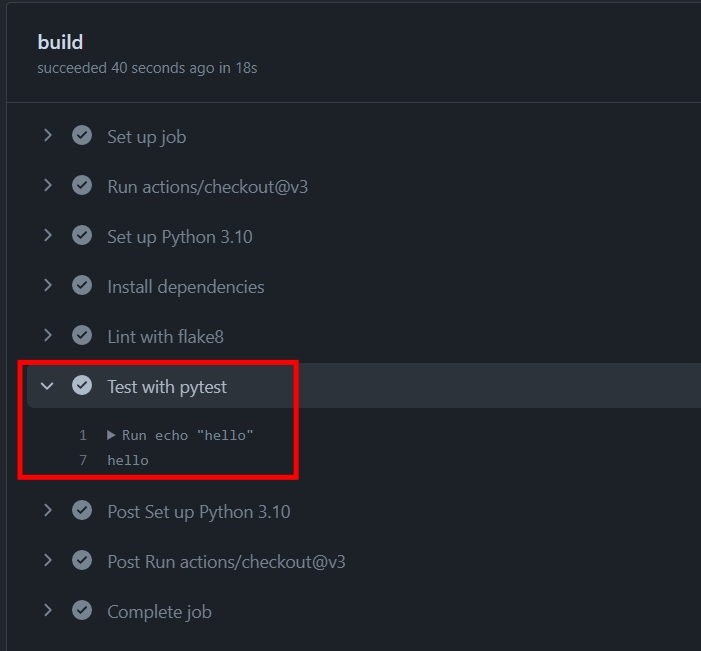 build
succeeded 40 seconds ago in 18s
Set up job
Run actions/checkout@v3
Set up Python 3.10
Install dependencies
Lint with flake8
Test with pytest
1 ▶ Run echo "hello"
7 hello
Post Set up Python 3.10
Post Run actions/checkout@v3
Complete job